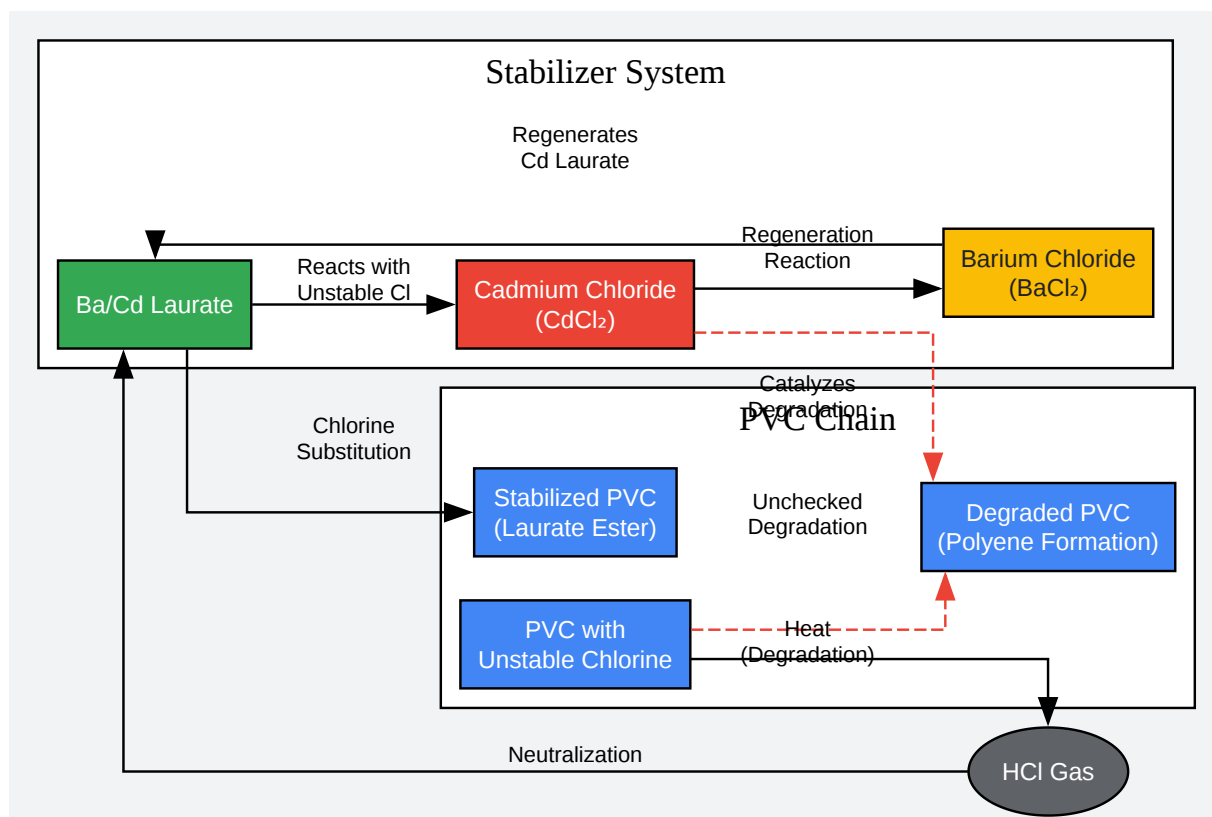 Stabilizer System
Regenerates
Cd Laurate
Regeneration
Reaction
Barium Chloride
(BaCl₂)
Reacts with
Unstable Cl
Ba/Cd Laurate
Cadmium Chloride
(CdCl₂)
Catalyzes
Degradation
PVC Chain
Chlorine
Substitution
Stabilized PVC
(Laurate Ester)
Unchecked
Degradation
Degraded PVC
(Polyene Formation)
PVC with
Unstable Chlorine
Heat
(Degradation)
Neutralization
HCl Gas